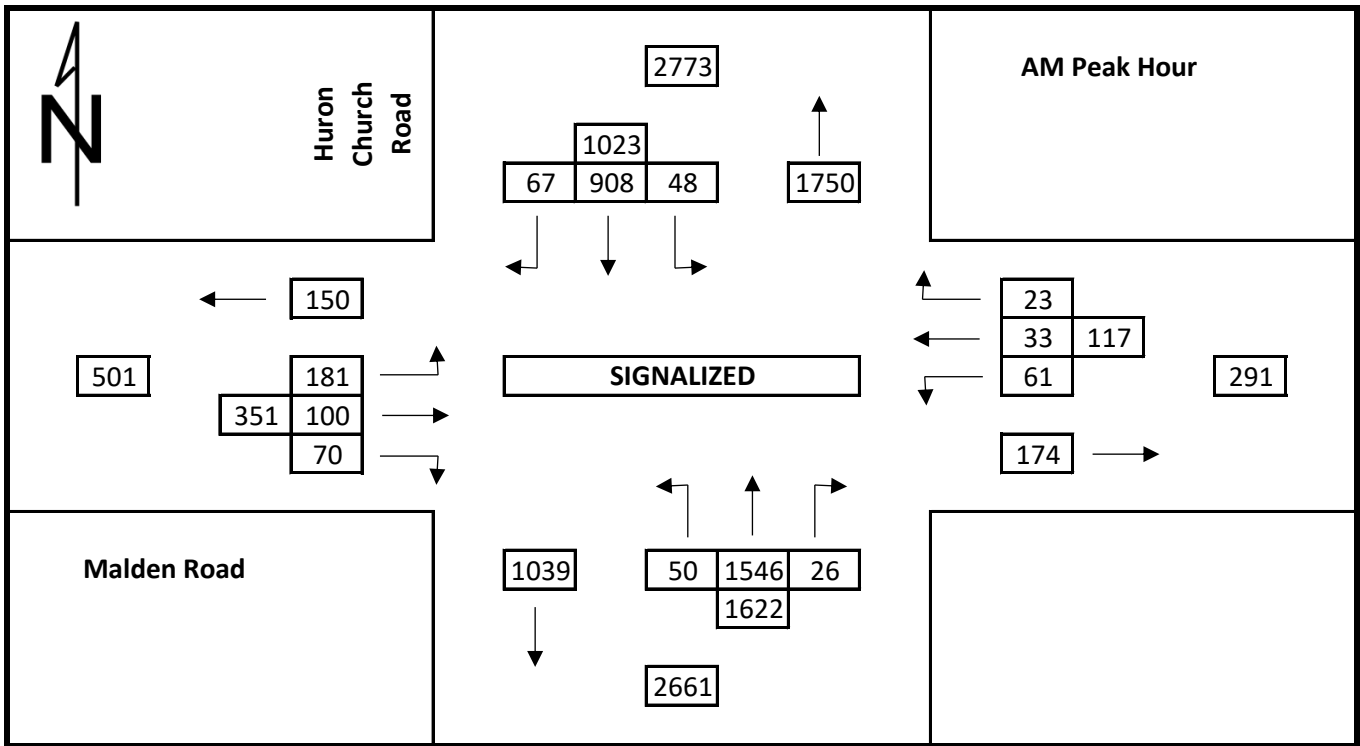 N
Huron
Church
Road
2773
AM Peak Hour
1023
67 908 48 1750
150
23
33 117
501 181 SIGNALIZED 61 291
351 100
70 174
Malden Road
1039 50 1546 26
1622
2661